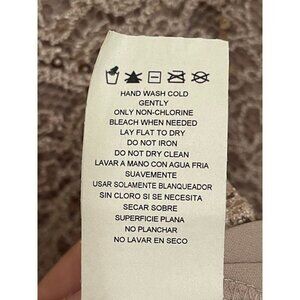 HAND WASH COLD
GENTLY
ONLY NON-CHLORINE
BLEACH WHEN NEEDED
LAY FLAT TO DRY
DO NOT IRON
DO NOT DRY CLEAN
LAVAR A MANO CON AGUA FRIA
SUAVEMENTE
USAR SOLAMENTE BLANQUEADOR
SIN CLORO SI SE NECESITA
SECAR SOBRE
SUPERFICIE PLANA
NO PLANCHAR
NO LAVAR EN SECO